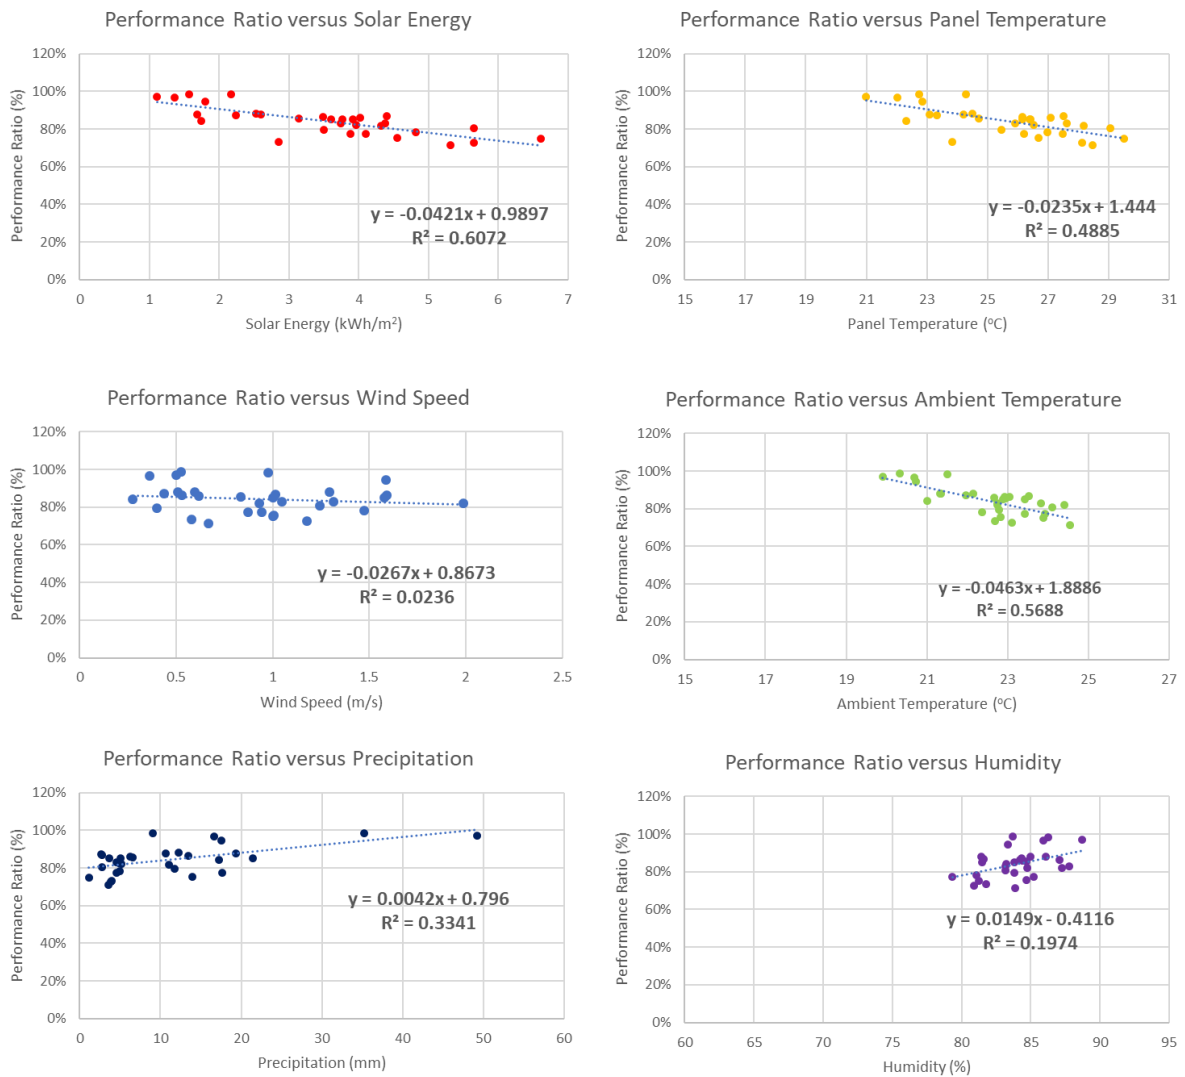 Performance Ratio versus Solar Energy
Performance Ratio (%)
120%
100%
80%
60%
40%
20%
0%
y = -0.0421x + 0.9897
R² = 0.6072
0 1 2 3 4 5 6 7
Solar Energy (kWh/m²)
Performance Ratio versus Panel Temperature
Performance Ratio (%)
120%
100%
80%
60%
40%
20%
0%
y = -0.0235x + 1.444
R² = 0.4885
15 17 19 21 23 25 27 29 31
Panel Temperature (ᵒC)
Performance Ratio versus Wind Speed
Performance Ratio (%)
120%
100%
80%
60%
40%
20%
0%
y = -0.0267x + 0.8673
R² = 0.0236
0 0.5 1 1.5 2 2.5
Wind Speed (m/s)
Performance Ratio versus Ambient Temperature
Performance Ratio (%)
120%
100%
80%
60%
40%
20%
0%
y = -0.0463x + 1.8886
R² = 0.5688
15 17 19 21 23 25 27
Ambient Temperature (ᵒC)
Performance Ratio versus Precipitation
Performance Ratio (%)
120%
100%
80%
60%
40%
20%
0%
y = 0.0042x + 0.796
R² = 0.3341
0 10 20 30 40 50 60
Precipitation (mm)
Performance Ratio versus Humidity
Performance Ratio (%)
120%
100%
80%
60%
40%
20%
0%
y = 0.0149x - 0.4116
R² = 0.1974
60 65 70 75 80 85 90 95
Humidity (%)